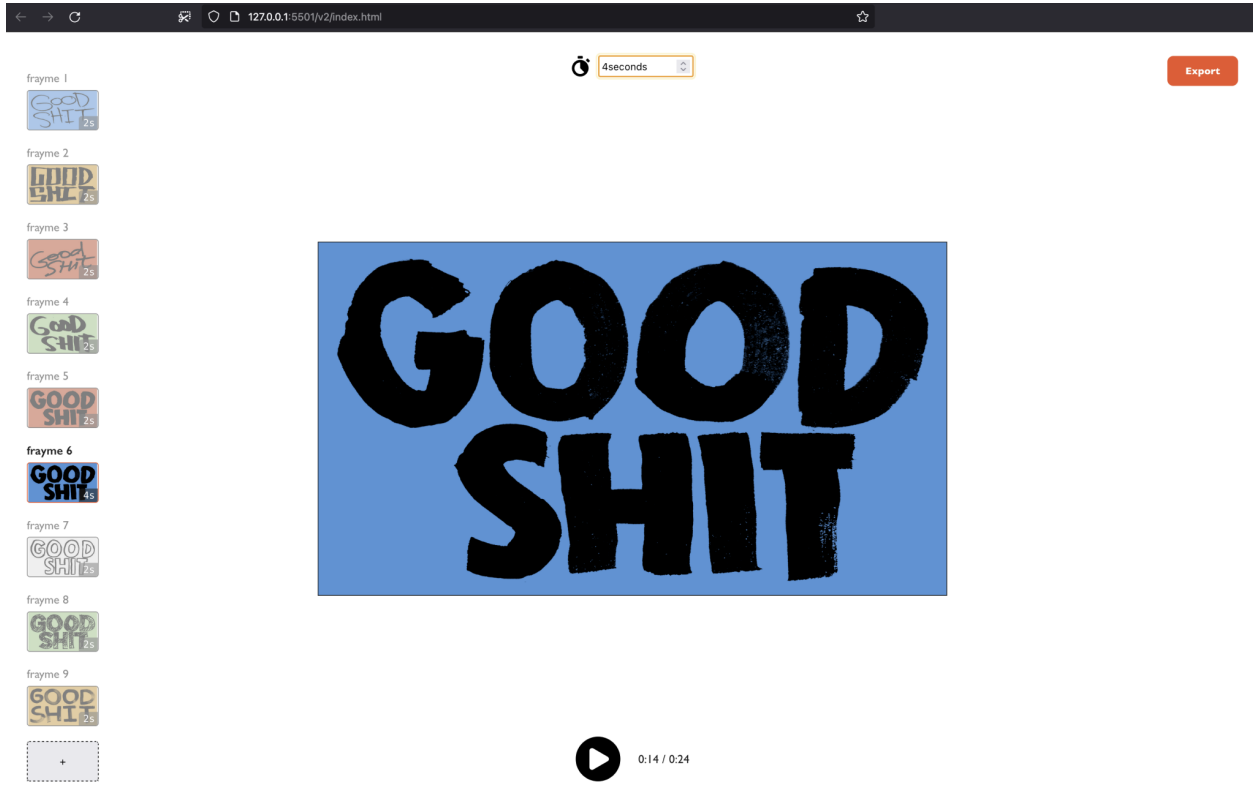 127.0.0.1:5501/v2/index.html
4seconds
Export
frayme 1
GOOD
SHIT
2s
frayme 2
GOOD
SHIT
2s
frayme 3
Good
SHIT
2s
frayme 4
GOOD
SHIT
2s
frayme 5
GOOD
SHIT
2s
frayme 6
GOOD
SHIT
4s
frayme 7
GOOD
SHIT
2s
frayme 8
GOOD
SHIT
2s
frayme 9
GOOD
SHIT
2s
+
GOOD
SHIT
0:14 / 0:24